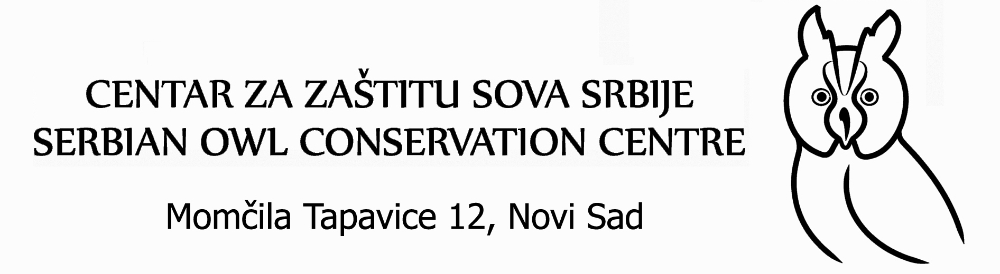 CENTAR ZA ZAŠTITU SOVA SRBIJE
SERBIAN OWL CONSERVATION CENTRE
Momčila Tapavice 12, Novi Sad